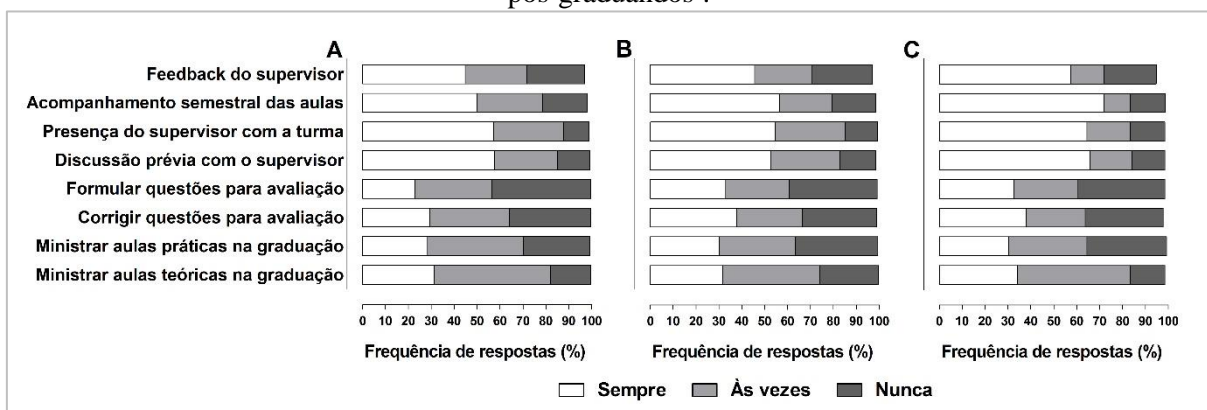 pós-graduandos".
A B C
Feedback do supervisor
Acompanhamento semestral das aulas
Presença do supervisor com a turma
Discussão prévia com o supervisor
Formular questões para avaliação
Corrigir questões para avaliação
Ministrar aulas práticas na graduação
Ministrar aulas teóricas na graduação
0 10 20 30 40 50 60 70 80 90 100 0 10 20 30 40 50 60 70 80 90 100 0 10 20 30 40 50 60 70 80 90 100
Frequência de respostas (%) Frequência de respostas (%) Frequência de respostas (%)
Sempre Às vezes Nunca